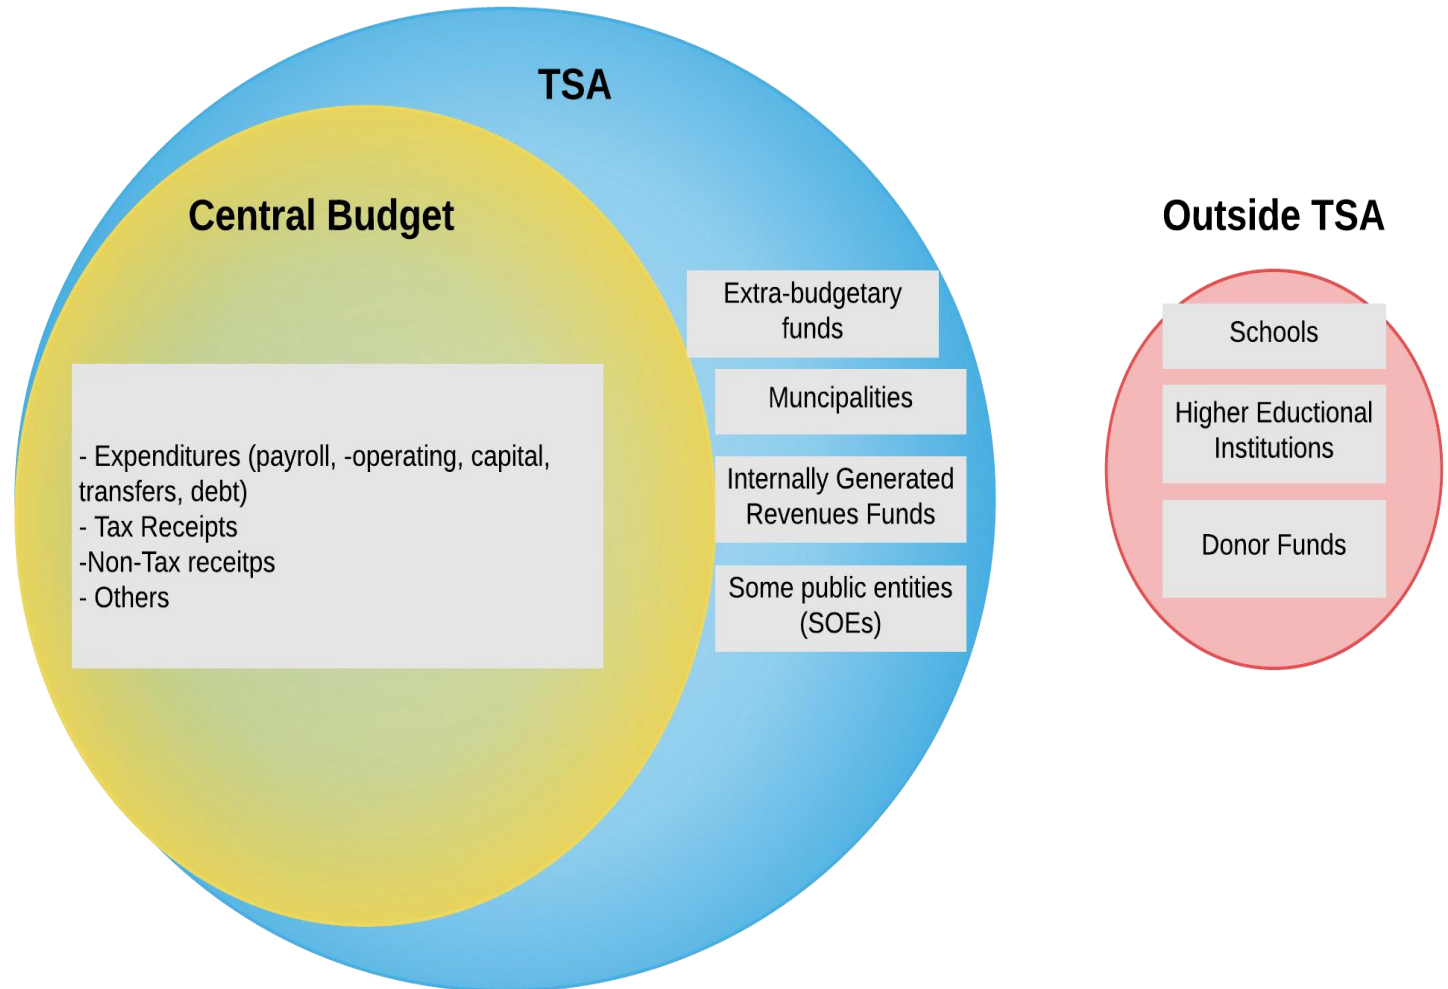 TSA
Central Budget
- Expenditures (payroll, -operating, capital,
transfers, debt)
- Tax Receipts
-Non-Tax receitps
- Others
Extra-budgetary
funds
Muncipalities
Internally Generated
Revenues Funds
Some public entities
(SOEs)
Outside TSA
Schools
Higher Eductional
Institutions
Donor Funds